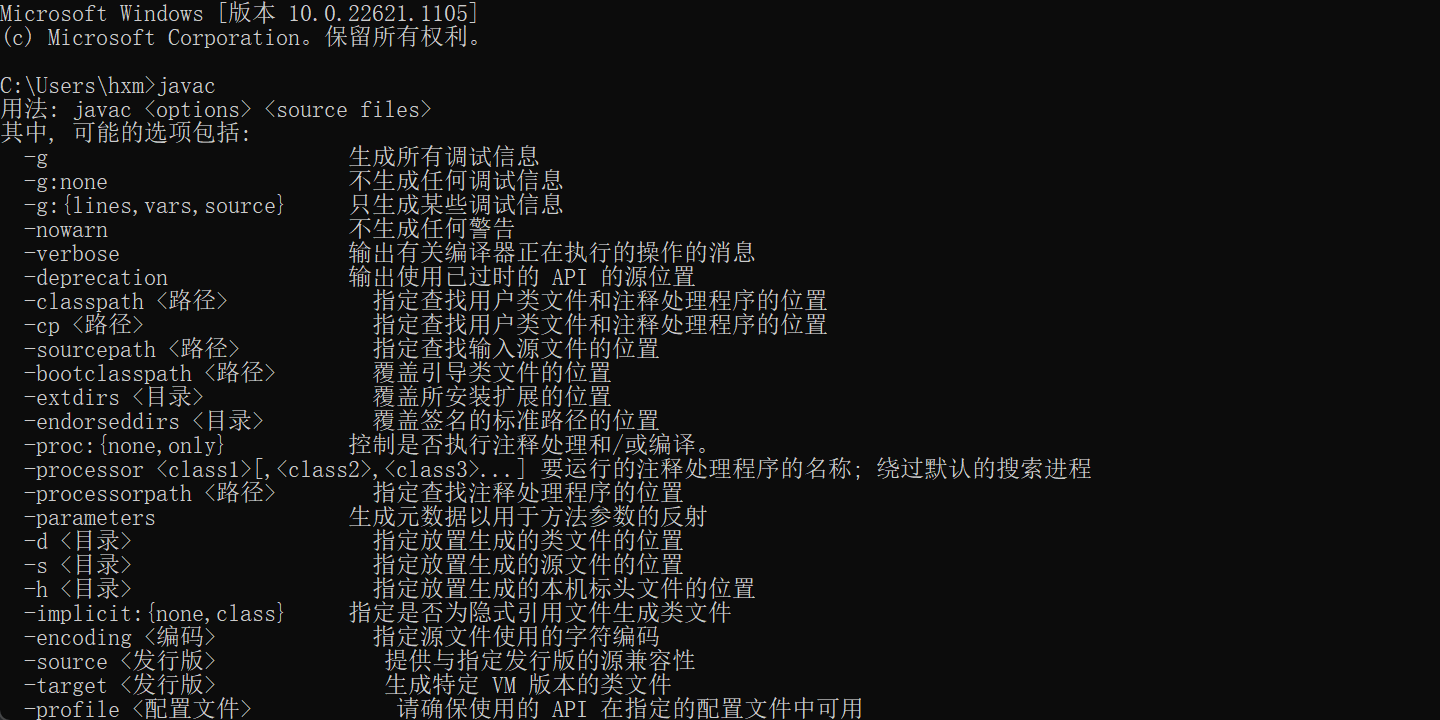 Microsoft Windows [版本 10.0.22621.1105]
(c) Microsoft Corporation。保留所有权利。
C:\Users\hxm>javac
用法: javac <options> <source files>
其中, 可能的选项包括:
-g 生成所有调试信息
-g:none 不生成任何调试信息
-g:{lines,vars,source} 只生成某些调试信息
-nowarn 不生成任何警告
-verbose 输出有关编译器正在执行的操作的消息
-deprecation 输出使用已过时的 API 的源位置
-classpath <路径> 指定查找用户类文件和注释处理程序的位置
-cp <路径> 指定查找用户类文件和注释处理程序的位置
-sourcepath <路径> 指定查找输入源文件的位置
-bootclasspath <路径> 覆盖引导类文件的位置
-extdirs <目录> 覆盖所安装扩展的位置
-endorseddirs <目录> 覆盖签名的标准路径的位置
-proc:{none,only} 控制是否执行注释处理和/或编译。
-processor <class1>[,<class2>,<class3>...] 要运行的注释处理程序的名称; 绕过默认的搜索进程
-processorpath <路径> 指定查找注释处理程序的位置
-parameters 生成元数据以用于方法参数的反射
-d <目录> 指定放置生成的类文件的位置
-s <目录> 指定放置生成的源文件的位置
-h <目录> 指定放置生成的本机标头文件的位置
-implicit:{none,class} 指定是否为隐式引用文件生成类文件
-encoding <编码> 指定源文件使用的字符编码
-source <发行版> 提供与指定发行版的源兼容性
-target <发行版> 生成特定 VM 版本的类文件
-profile <配置文件> 请确保使用的 API 在指定的配置文件中可用